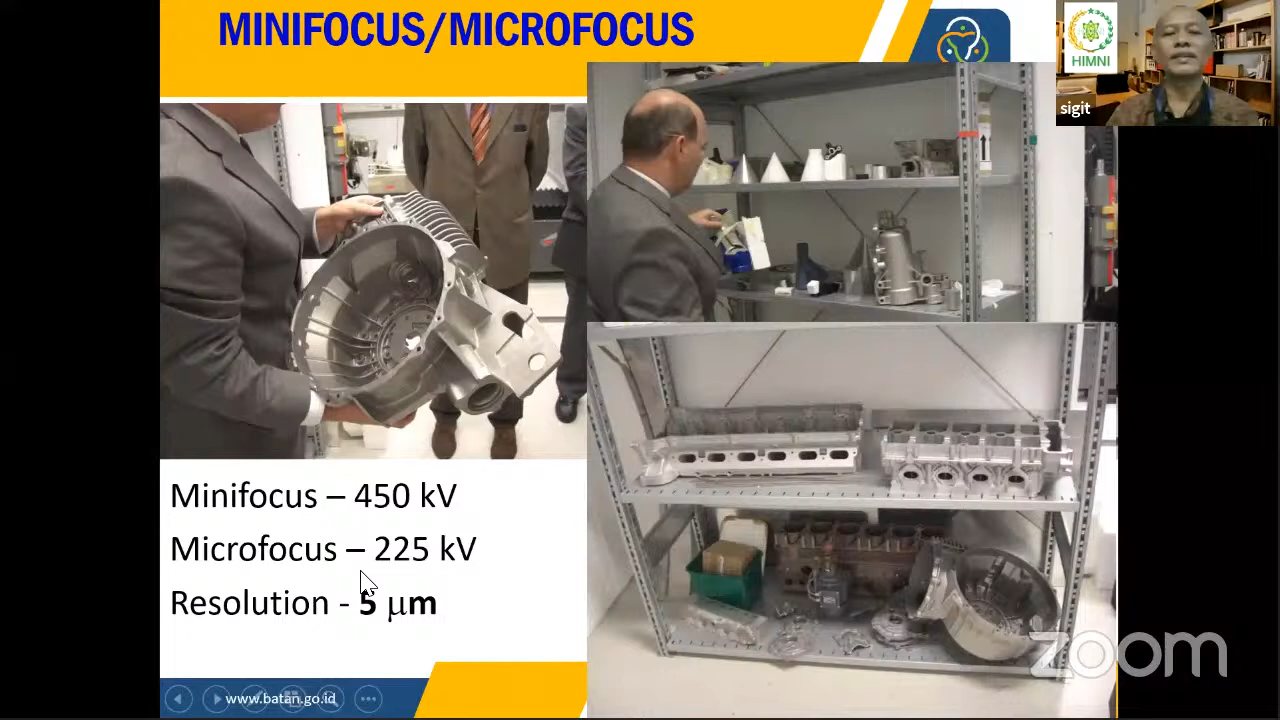 MINIFOCUS/MICROFOCUS
HIMNI
sigit
Minifocus – 450 kV
Microfocus – 225 kV
Resolution - 5 μm
www.batan.go.id
zoom